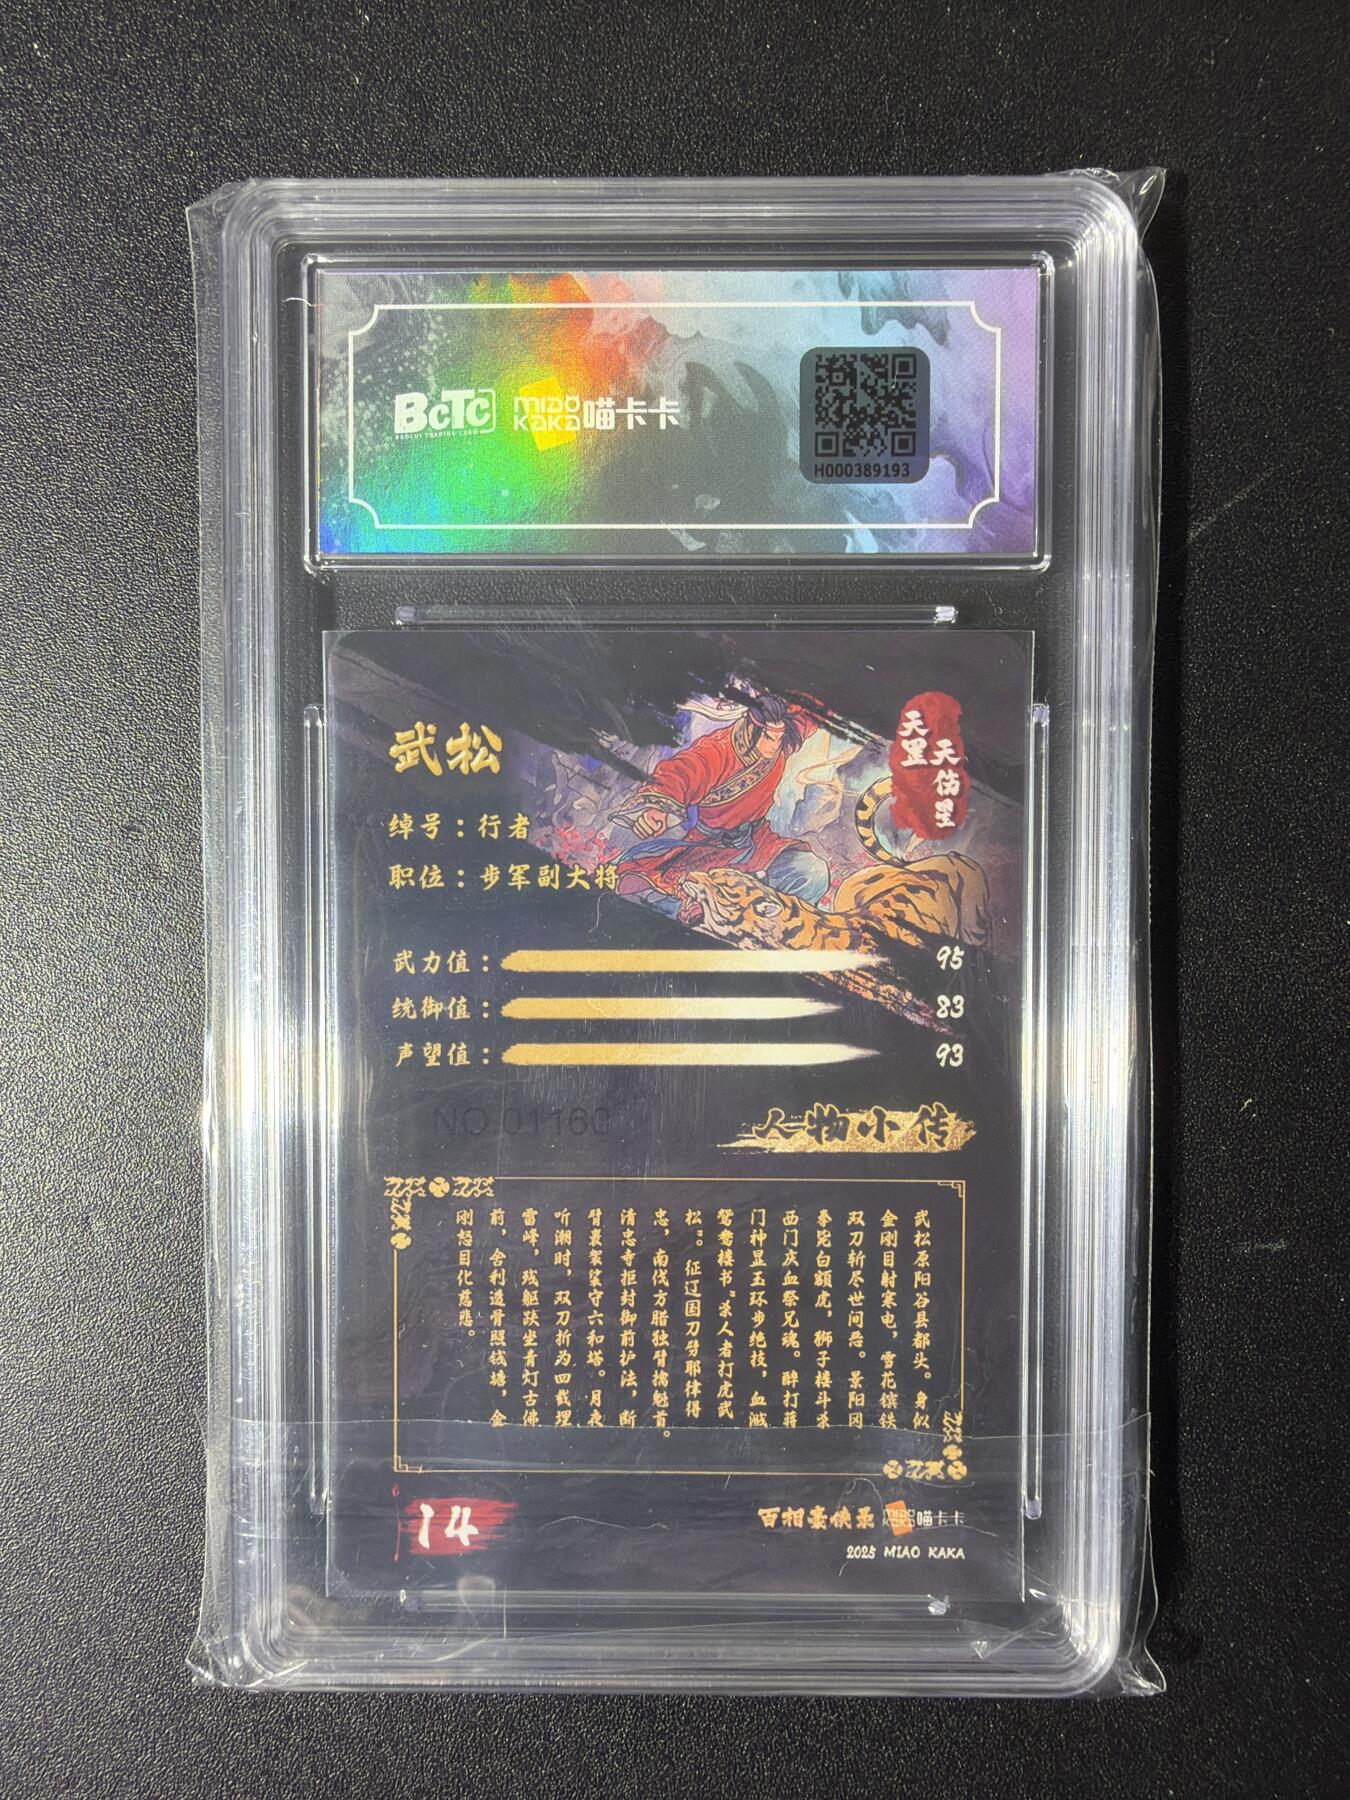 BCTC
BAOCUI TRADING CARD
miao kaka 喵卡卡
H000389193
武松
天罡
天伤星
绰号：行者
职位：步军副大将
武力值： 95
统御值： 83
声望值： 93
NO.01160
人物小传
武松原阳谷县都头。身似
金刚目射寒电，雪花镔铁
双刀斩尽世间恶。景阳冈
拳毙白额虎，狮子楼斗杀
西门庆血祭兄魂。醉打蒋
门神显玉环步绝技，血溅
鸳鸯楼书"杀人者打虎武
松"。征辽国刀劈耶律得
忠，南伐方腊独臂擒魁首。
清忠寺拒封御前护法，断
臂裹袈裟守六和塔。月夜
听潮时，双刀折为四截埋
雷峰，残躯趺坐青灯古佛
前，舍利透骨照钱塘，金
刚怒目化慈悲。
14
百相豪侠录 miao kaka 喵卡卡
2025 MIAO KAKA